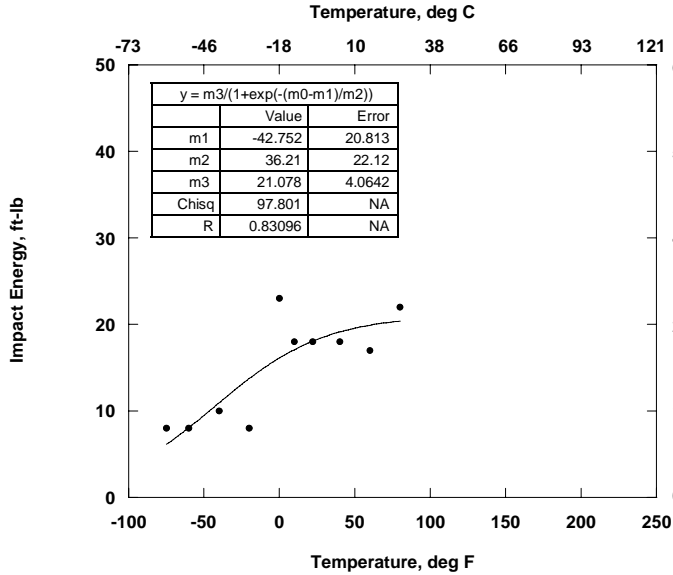 Temperature, deg C
-73 -46 -18 10 38 66 93 121
50
y = m3/(1+exp(-(m0-m1)/m2))
Value Error
m1 -42.752 20.813
m2 36.21 22.12
m3 21.078 4.0642
Chisq 97.801 NA
R 0.83096 NA
40
30
20
10
0
Impact Energy, ft-lb
-100 -50 0 50 100 150 200 250
Temperature, deg F